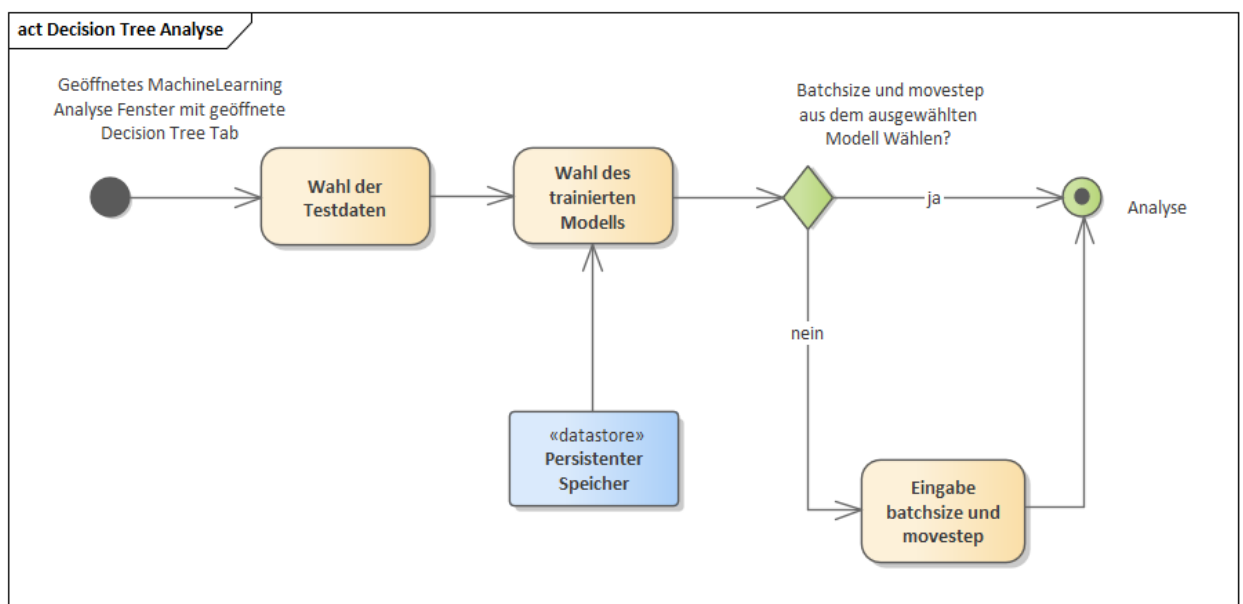 act Decision Tree Analyse
Geöffnetes MachineLearning
Analyse Fenster mit geöffnete
Decision Tree Tab
Wahl der
Testdaten
Wahl des
trainierten
Modells
Batchsize und movestep
aus dem ausgewählten
Modell Wählen?
ja
Analyse
nein
«datastore»
Persistenter
Speicher
Eingabe
batchsize und
movestep